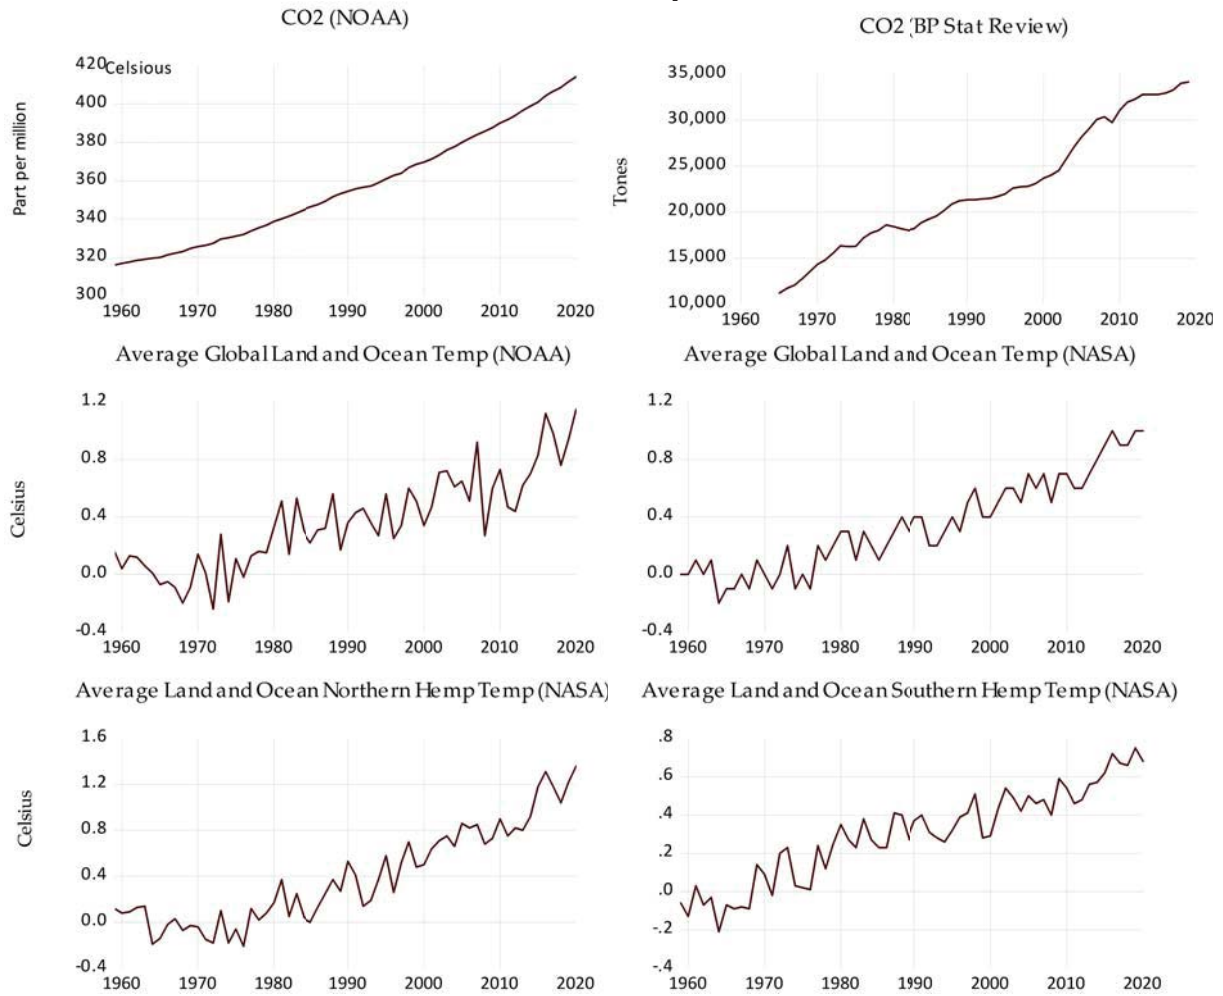 CO2 (NOAA)
Celsious
Part per million
420
400
380
360
340
320
300
1960 1970 1980 1990 2000 2010 2020
CO2 (BP Stat Review)
Tones
35,000
30,000
25,000
20,000
15,000
10,000
1960 1970 1980 1990 2000 2010 2020
Average Global Land and Ocean Temp (NOAA)
Celsius
1.2
0.8
0.4
0.0
-0.4
1960 1970 1980 1990 2000 2010 2020
Average Global Land and Ocean Temp (NASA)
1.2
0.8
0.4
0.0
-0.4
1960 1970 1980 1990 2000 2010 2020
Average Land and Ocean Northern Hemp Temp (NASA)
Celsius
1.6
1.2
0.8
0.4
0.0
-0.4
1960 1970 1980 1990 2000 2010 2020
Average Land and Ocean Southern Hemp Temp (NASA)
.8
.6
.4
.2
.0
-.2
-.4
1960 1970 1980 1990 2000 2010 2020